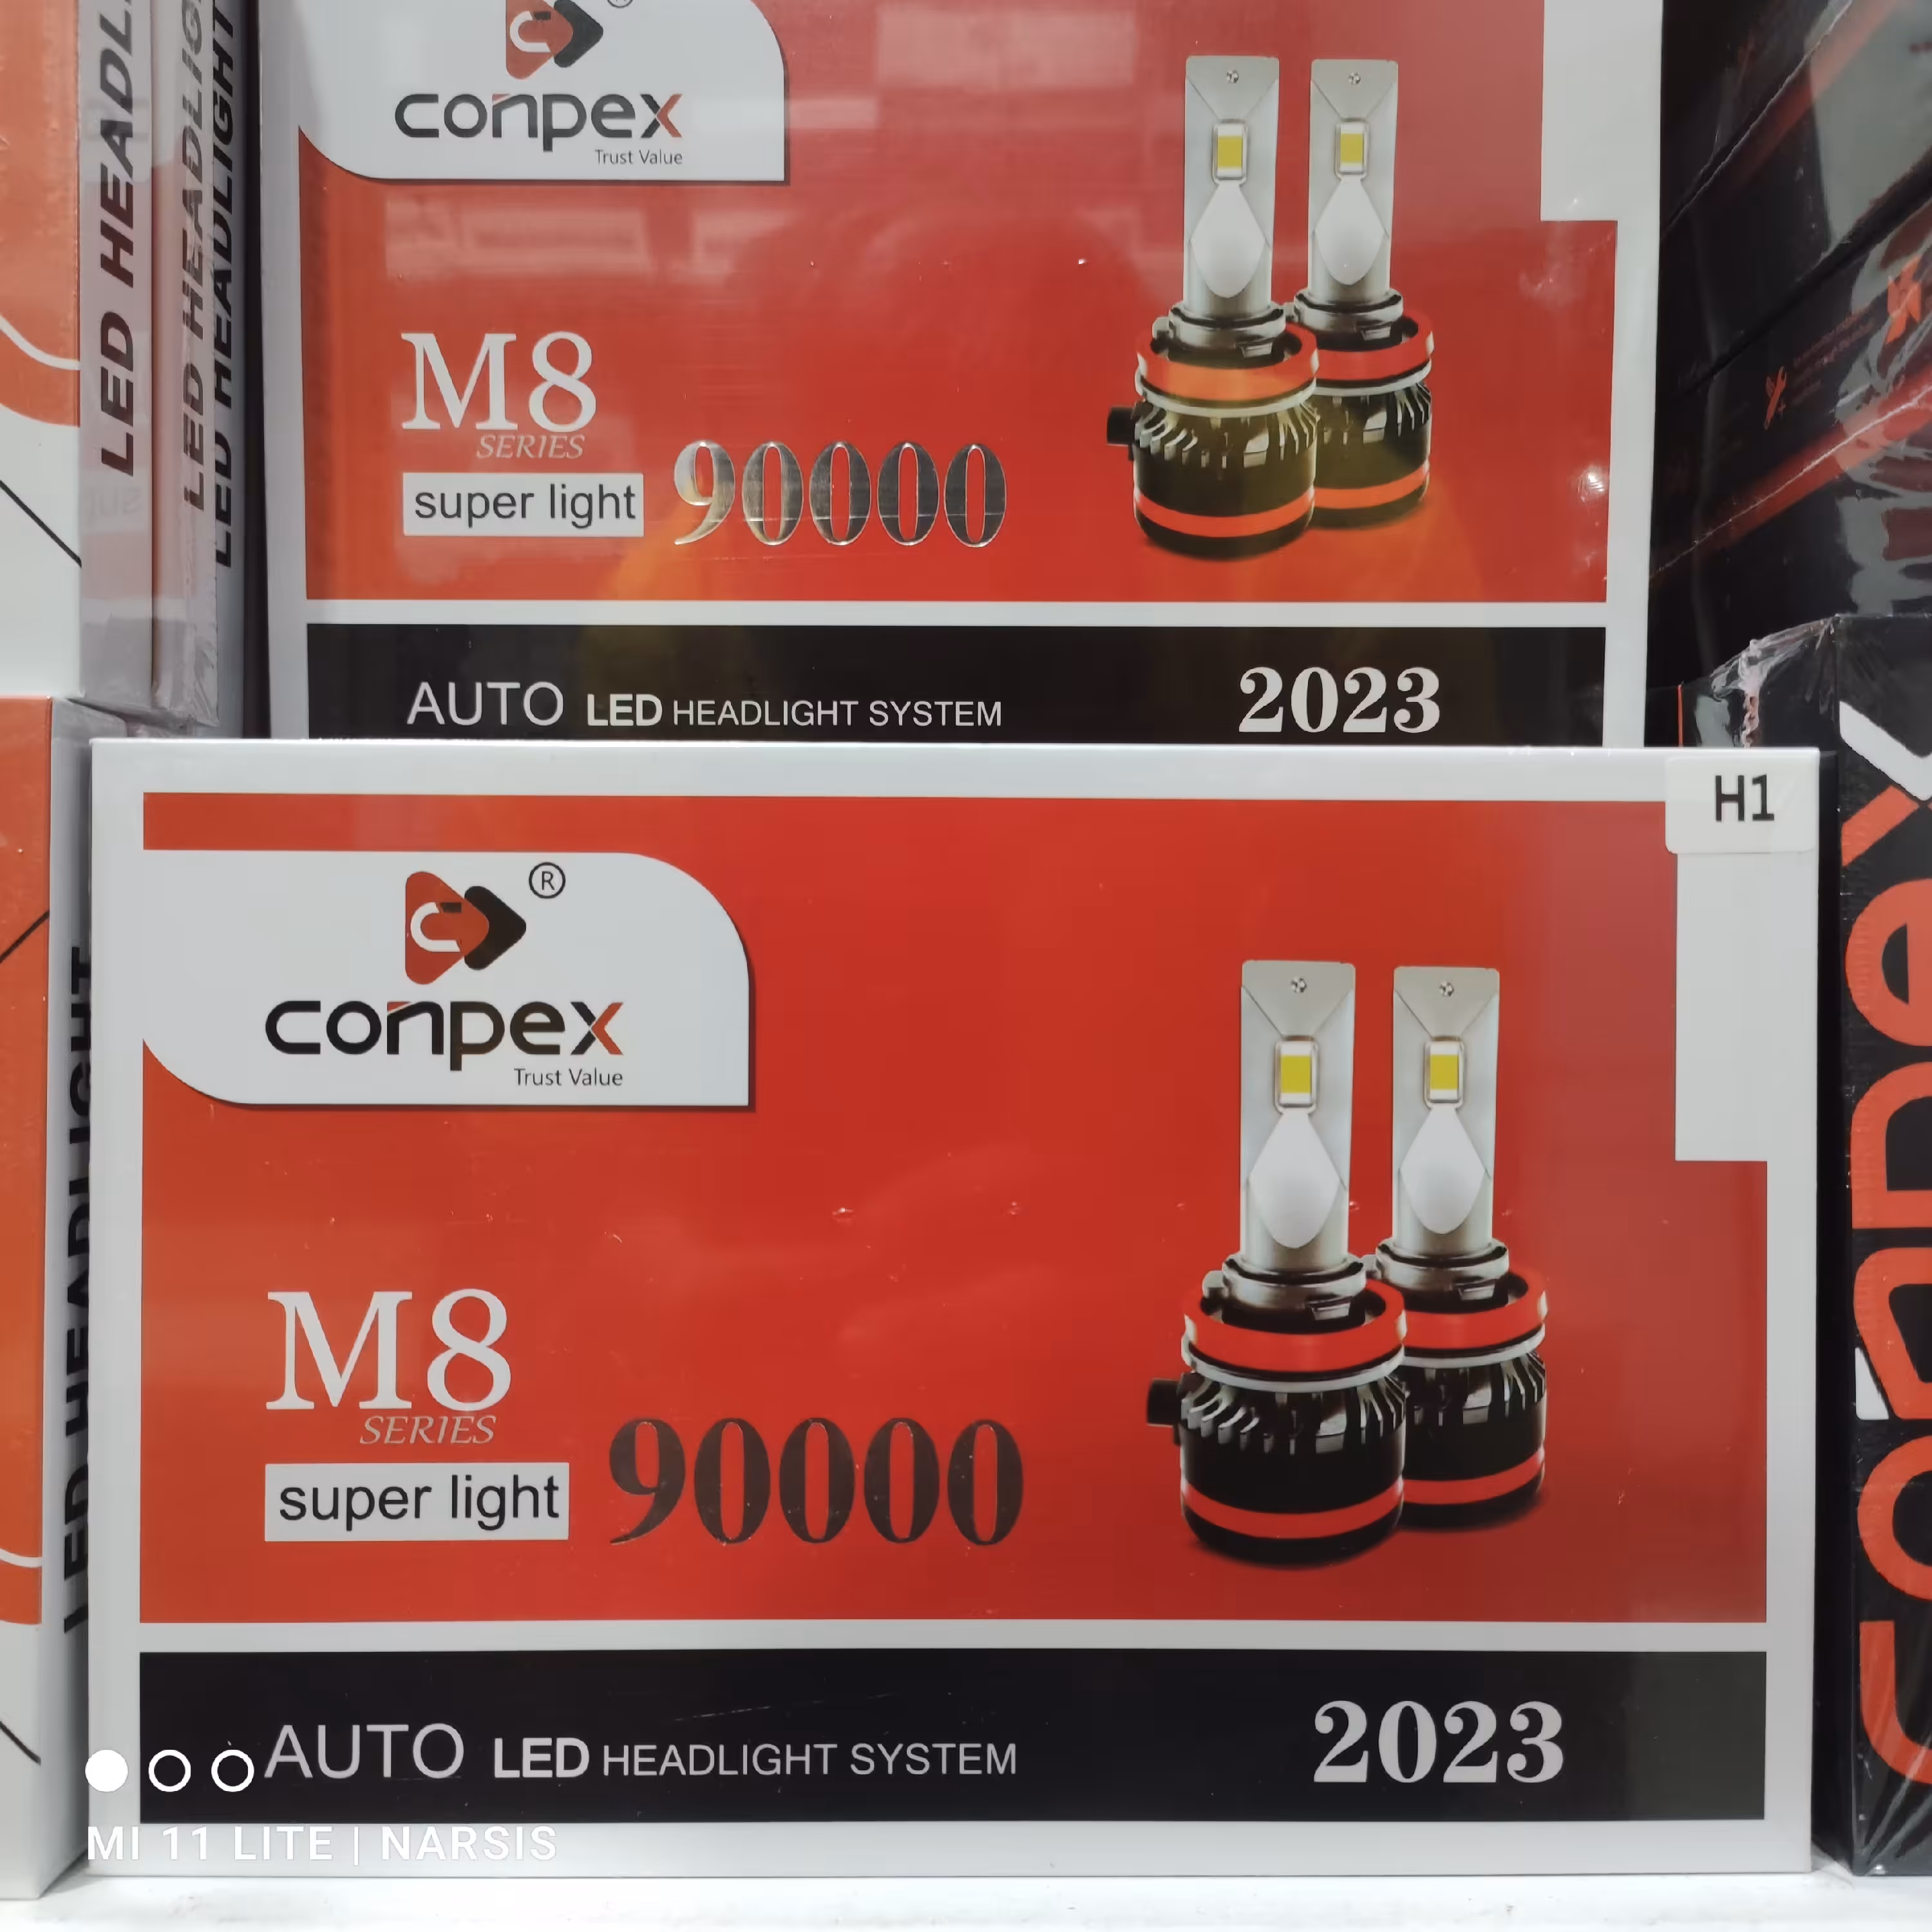 LED HEADL
LED HEADLIGH
LED HEADLIGHT
conpex
Trust Value
M8
SERIES
super light 90000
AUTO LED HEADLIGHT SYSTEM 2023
H1
C ®
conpex
Trust Value
M8
SERIES
super light 90000
AUTO LED HEADLIGHT SYSTEM 2023
LED HEADLIGHT
conpex
MI 11 LITE | NARSIS